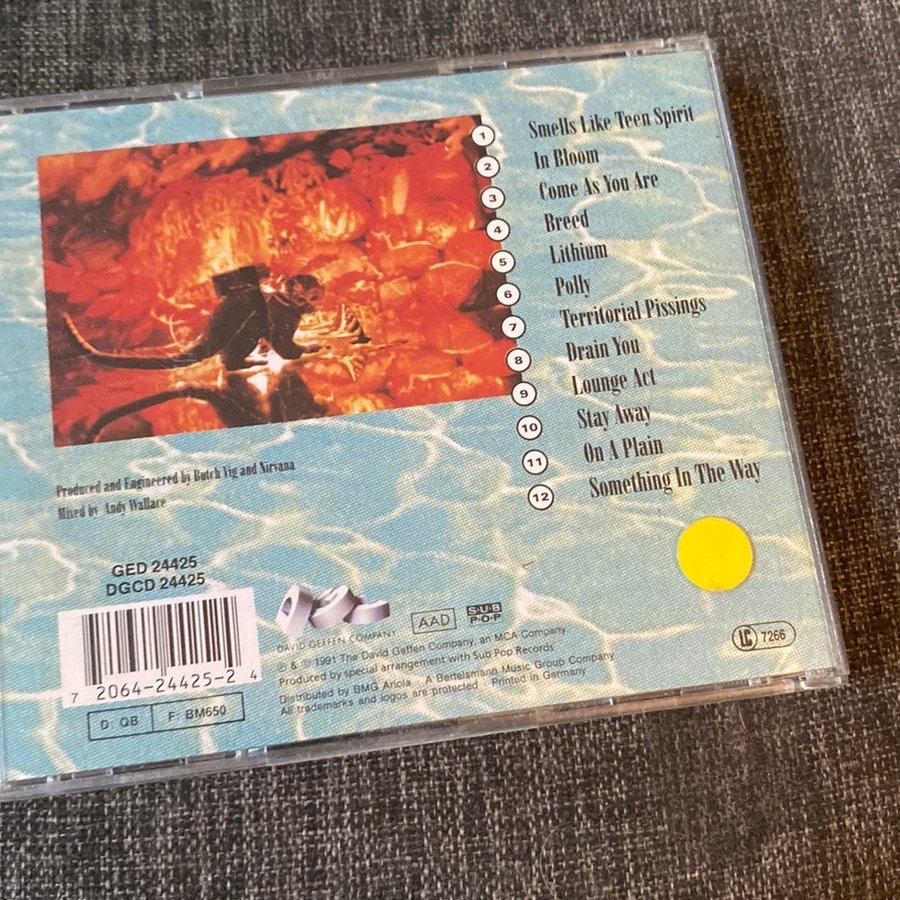 1 Smells Like Teen Spirit
2 In Bloom
3 Come As You Are
4 Breed
5 Lithium
6 Polly
7 Territorial Pissings
8 Drain You
9 Lounge Act
10 Stay Away
11 On A Plain
12 Something In The Way
Produced and Engineered by Butch Vig and Nirvana
Mixed by Andy Wallace
GED 24425
DGCD 24425
7 2064-24425-2 4
D: QB F: BM650
DAVID GEFFEN COMPANY
AAD
SUB
POP
℗ & © 1991 The David Geffen Company, an MCA Company
Produced by special arrangement with Sub Pop Records
Distributed by BMG Ariola - A Bertelsmann Music Group Company
All trademarks and logos are protected Printed in Germany
LC 7266